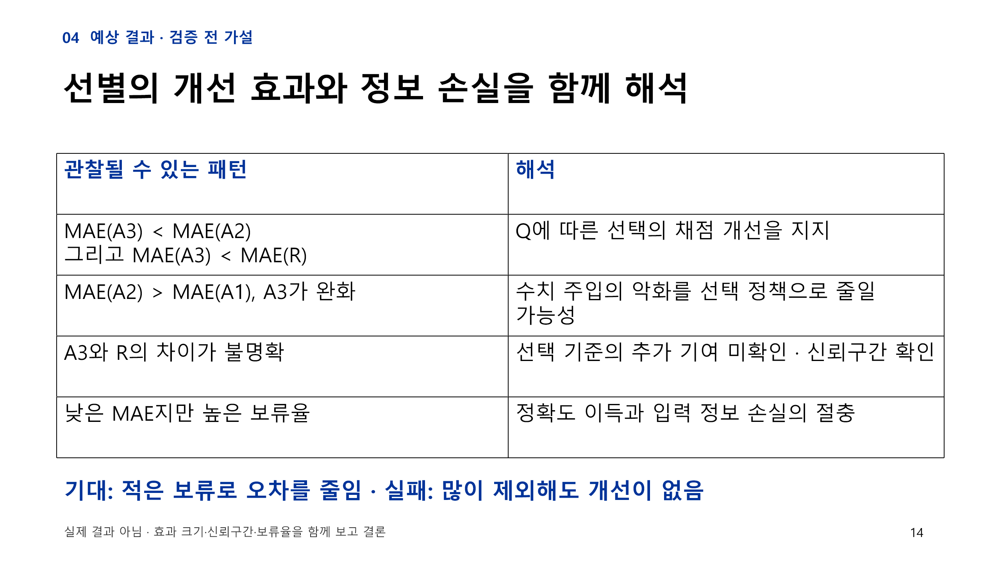 04 예상 결과 · 검증 전 가설
선별의 개선 효과와 정보 손실을 함께 해석
관찰될 수 있는 패턴
해석
MAE(A3) < MAE(A2)
그리고 MAE(A3) < MAE(R)
Q에 따른 선택의 채점 개선을 지지
MAE(A2) > MAE(A1), A3가 완화
수치 주입의 악화를 선택 정책으로 줄일
가능성
A3와 R의 차이가 불명확
선택 기준의 추가 기여 미확인 · 신뢰구간 확인
낮은 MAE지만 높은 보류율
정확도 이득과 입력 정보 손실의 절충
기대: 적은 보류로 오차를 줄임 · 실패: 많이 제외해도 개선이 없음
실제 결과 아님 · 효과 크기·신뢰구간·보류율을 함께 보고 결론
14